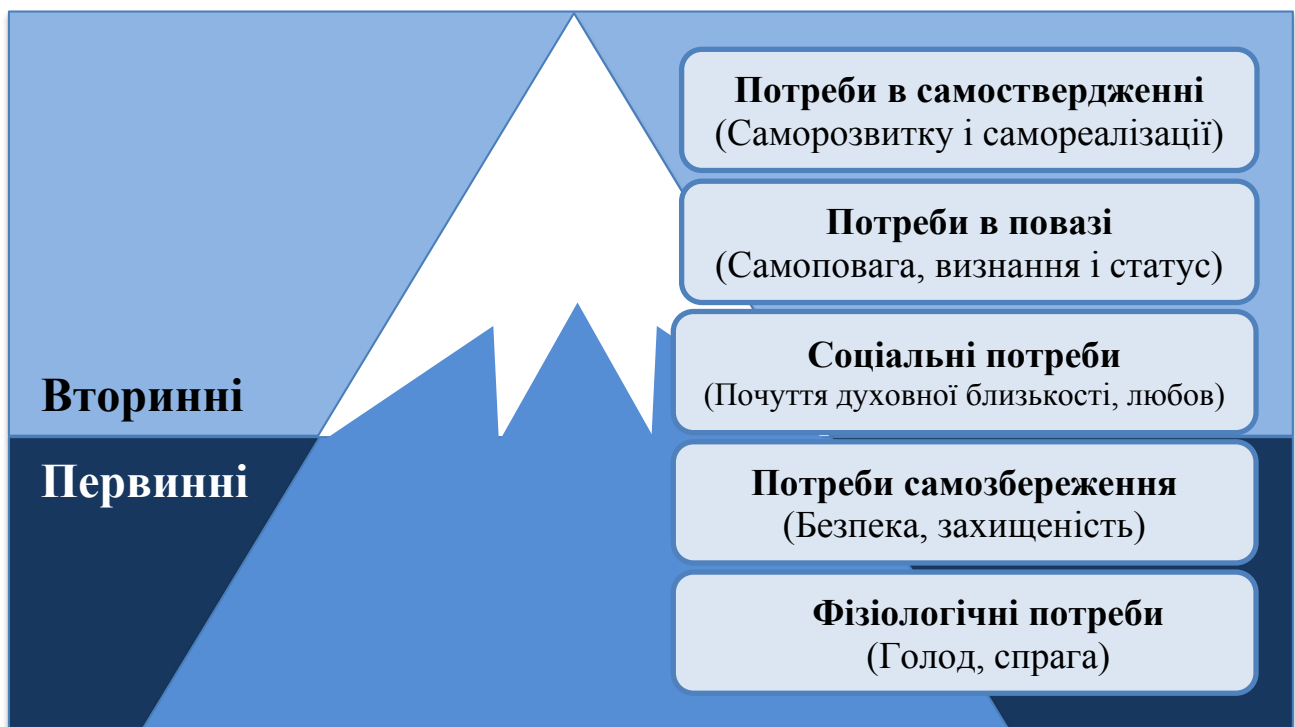 Потреби в самоствердженні
(Саморозвитку і самореалізації)
Потреби в повазі
(Самоповага, визнання і статус)
Соціальні потреби
(Почуття духовної близькості, любов)
Вторинні
Первинні
Потреби самозбереження
(Безпека, захищеність)
Фізіологічні потреби
(Голод, спрага)